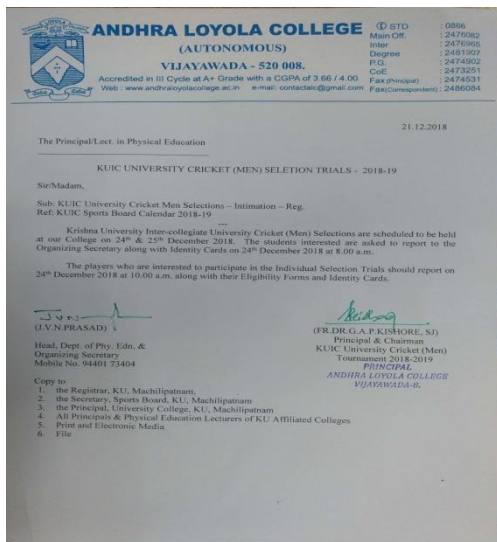 ANDHRA LOYOLA COLLEGE
(AUTONOMOUS)
VIJAYAWADA - 520 008.
Accredited in III Cycle at A+ Grade with a CGPA of 3.66 / 4.00
Web : www.andhraloyolacollege.ac.in e-mail: contactalc@gmail.com
STD : 0866
Main Off. : 2476082
Inter : 2476965
Degree : 2481907
P.G. : 2474902
CoE : 2473251
Fax (Principal) : 2474531
Fax(Correspondent) : 2486084
21.12.2018
The Principal/Lect. in Physical Education
KUIC UNIVERSITY CRICKET (MEN) SELETION TRIALS - 2018-19
Sir/Madam,
Sub: KUIC University Cricket Men Selections – Intimation – Reg.
Ref: KUIC Sports Board Calendar 2018-19
---
Krishna University Inter-collegiate University Cricket (Men) Selections are scheduled to be held
at our College on 24th & 25th December 2018. The students interested are asked to report to the
Organizing Secretary along with Identity Cards on 24th December 2018 at 8.00 a.m.
The players who are interested to participate in the Individual Selection Trials should report on
24th December 2018 at 10.00 a.m. along with their Eligibility Forms and Identity Cards.
(J.V.N.PRASAD)
Head, Dept. of Phy. Edn. &
Organizing Secretary
Mobile No. 94401 73404
(FR.DR.G.A.P.KISHORE, SJ)
Principal & Chairman
KUIC University Cricket (Men)
Tournament 2018-2019
PRINCIPAL
ANDHRA LOYOLA COLLEGE
VIJAYAWADA-8.
Copy to
1. the Registrar, KU, Machilipatnam,
2. the Secretary, Sports Board, KU, Machilipatnam
3. the Principal, University College, KU, Machilipatnam
4. All Principals & Physical Education Lecturers of KU Affiliated Colleges
5. Print and Electronic Media
6. File